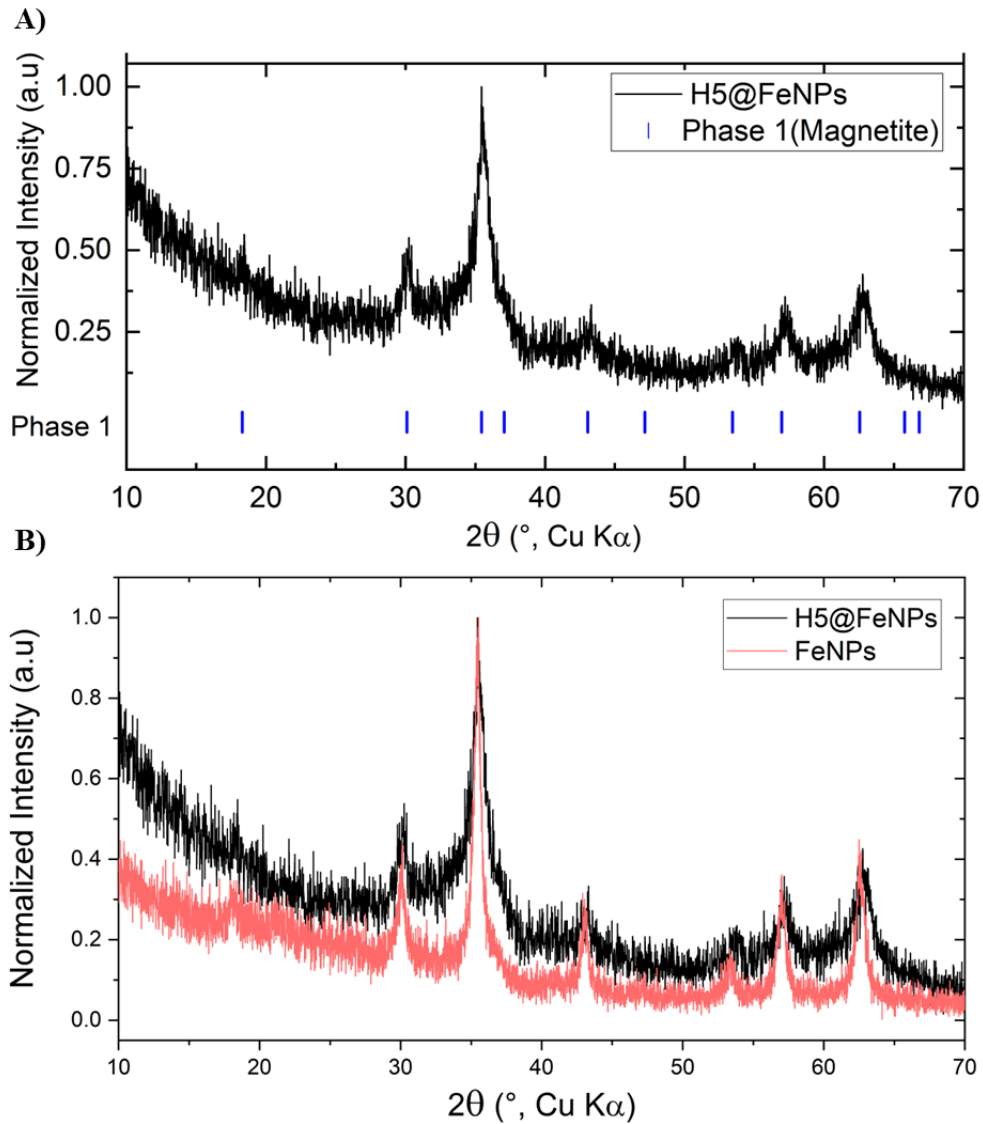 A)
Normalized Intensity (a.u)
1.00
0.75
0.50
0.25
Phase 1
H5@FeNPs
Phase 1(Magnetite)
10 20 30 40 50 60 70
2θ (°, Cu Kα)
B)
Normalized Intensity (a.u)
1.0
0.8
0.6
0.4
0.2
0.0
H5@FeNPs
FeNPs
10 20 30 40 50 60 70
2θ (°, Cu Kα)